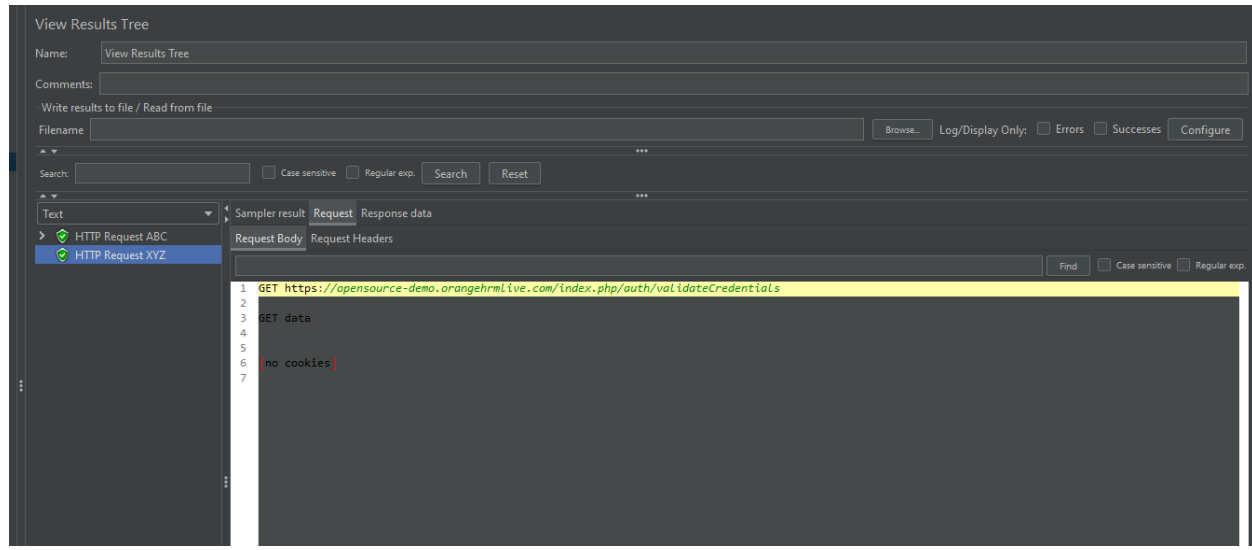 View Results Tree
Name: View Results Tree
Comments:
Write results to file / Read from file
Filename Browse... Log/Display Only: Errors Successes Configure
Search: Case sensitive Regular exp. Search Reset
Text Sampler result Request Response data
HTTP Request ABC Request Body Request Headers
HTTP Request XYZ
Find Case sensitive Regular exp.
1 GET https://opensource-demo.orangehrmlive.com/index.php/auth/validateCredentials
2
3 GET data
4
5
6 [no cookies]
7